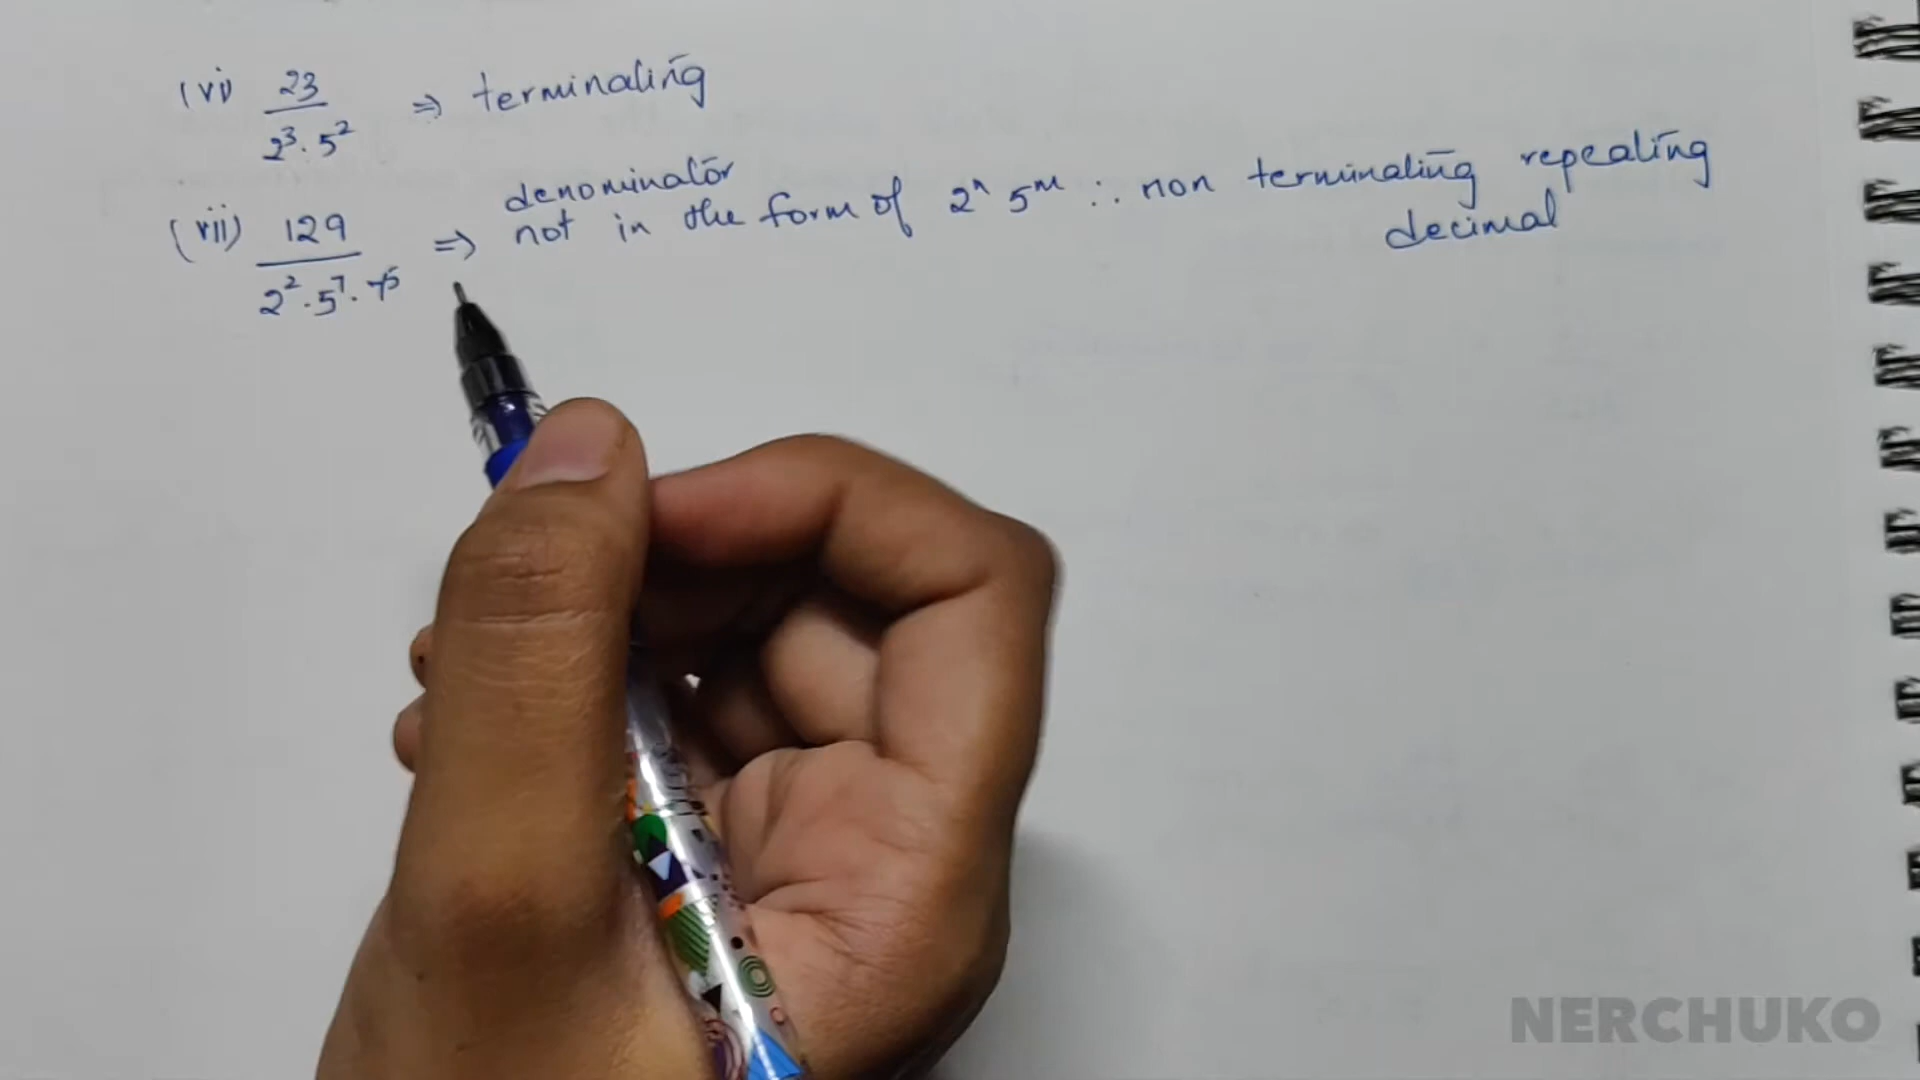 (vi) 23 / 2³·5² ⇒ terminating
(vii) 129 / 2²·5⁷·7⁵ ⇒ denominator
not in the form of 2ⁿ 5ᵐ ∴ non terminating repeating
decimal
NERCHUKO